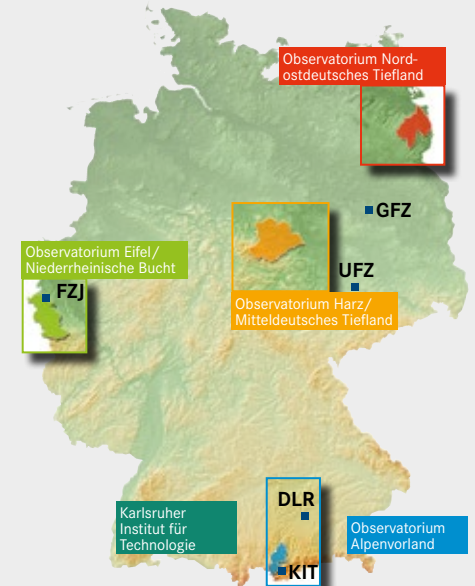 Observatorium Nord-
ostdeutsches Tiefland
GFZ
Observatorium Eifel/
Niederrheinische Bucht
FZJ
UFZ
Observatorium Harz/
Mitteldeutsches Tiefland
DLR
Karlsruher
Institut für
Technologie
Observatorium
Alpenvorland
KIT